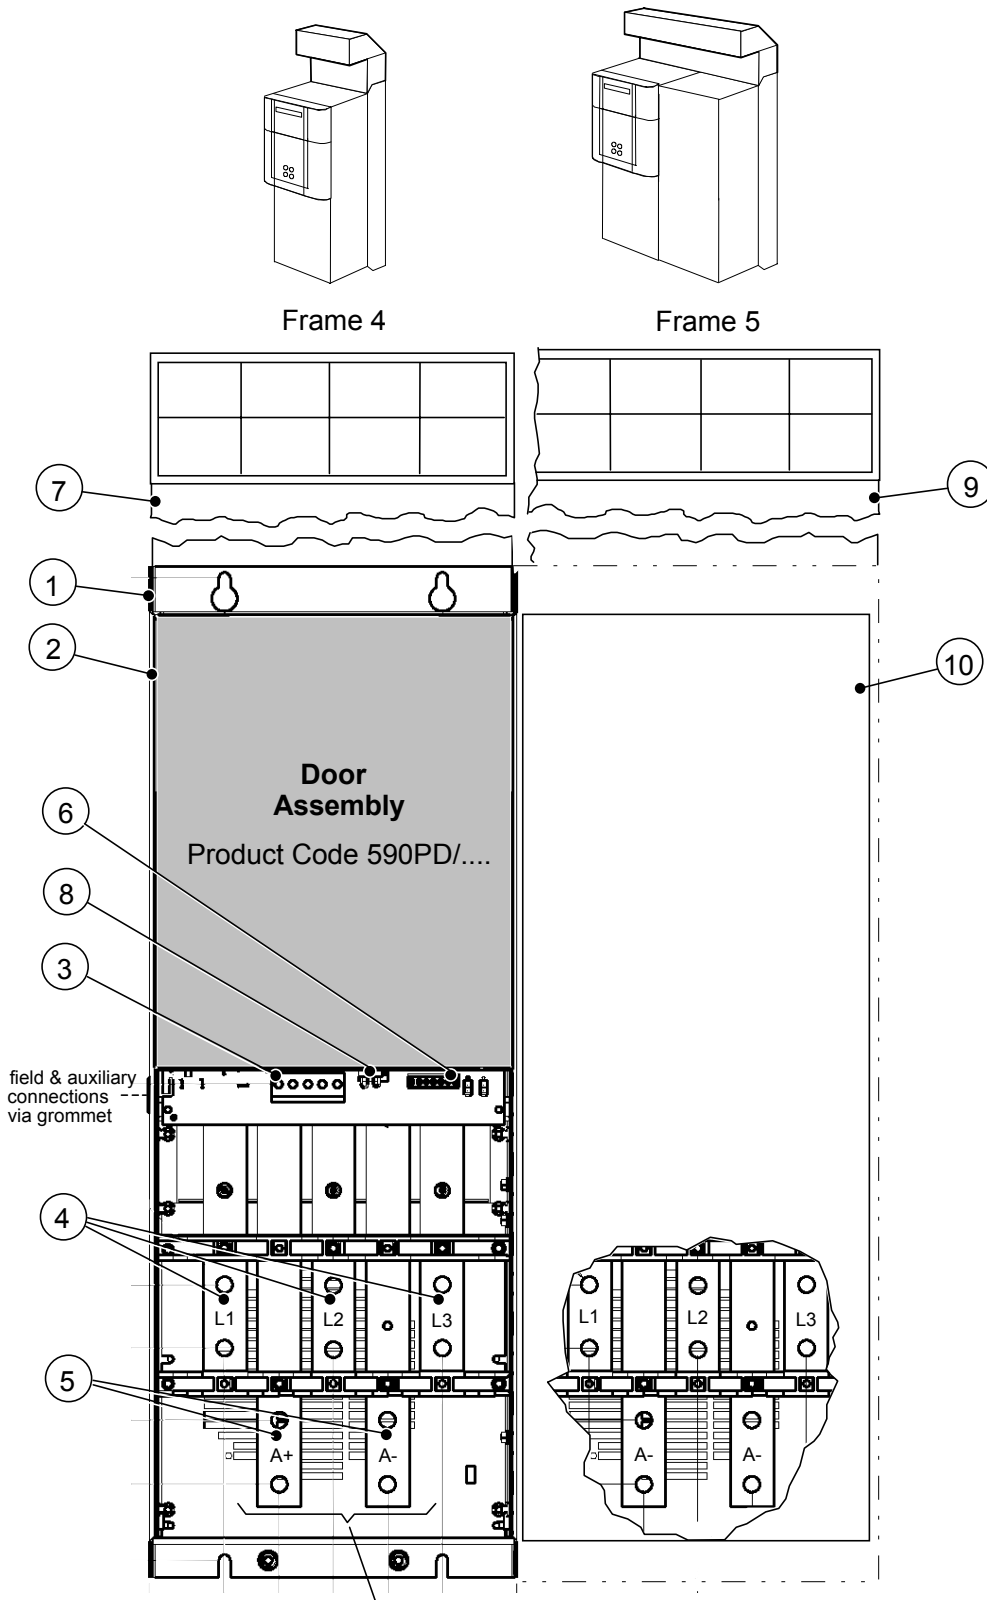 Frame 4
Frame 5
7
9
1
2
10
Door
Assembly
6
Product Code 590PD/....
8
3
field & auxiliary
connections
via grommet
4
L1
L2
L3
L1
L2
L3
5
A+
A-
A-
A-